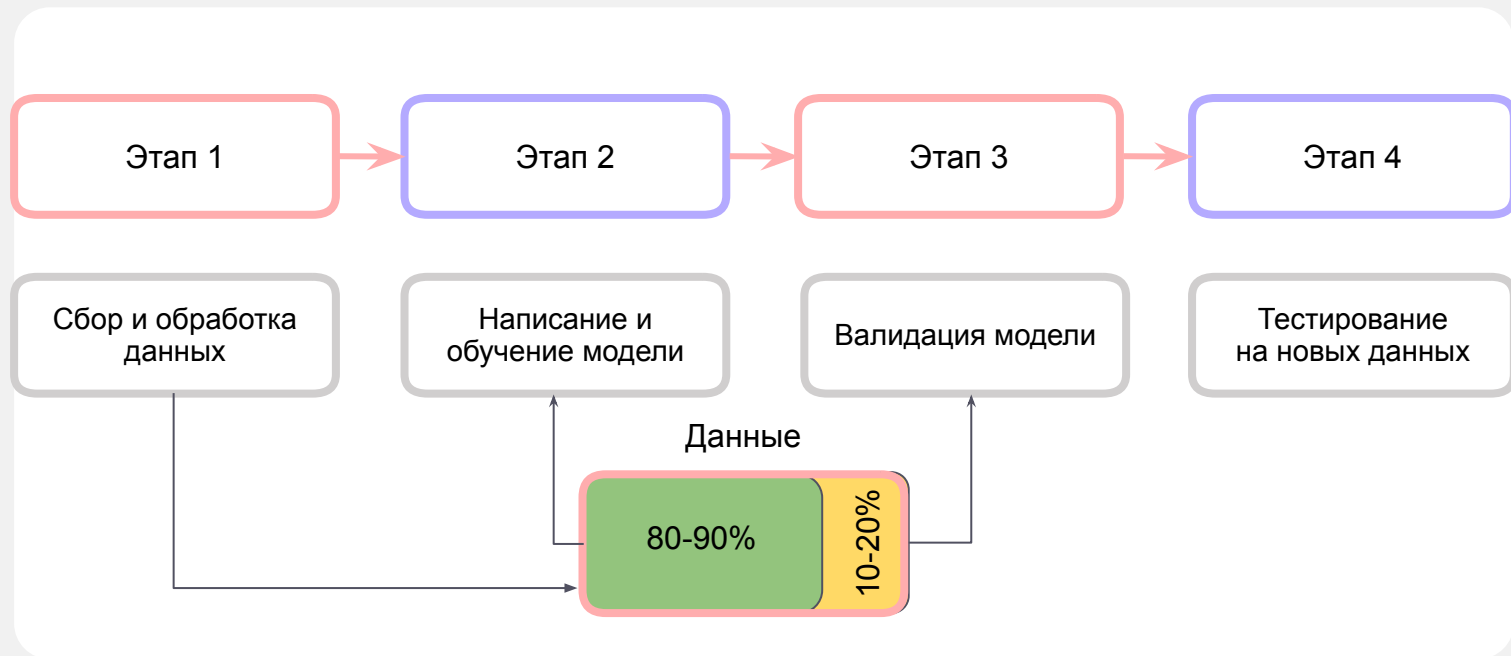 Этап 1
Этап 2
Этап 3
Этап 4
Сбор и обработка
данных
Написание и
обучение модели
Валидация модели
Тестирование
на новых данных
Данные
80-90%
10-20%